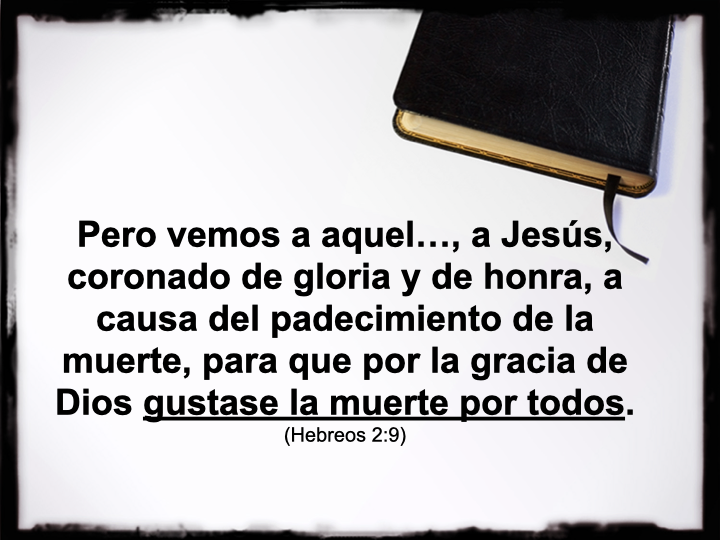 Pero vemos a aquel…, a Jesús,
coronado de gloria y de honra, a
causa del padecimiento de la
muerte, para que por la gracia de
Dios gustase la muerte por todos.
(Hebreos 2:9)